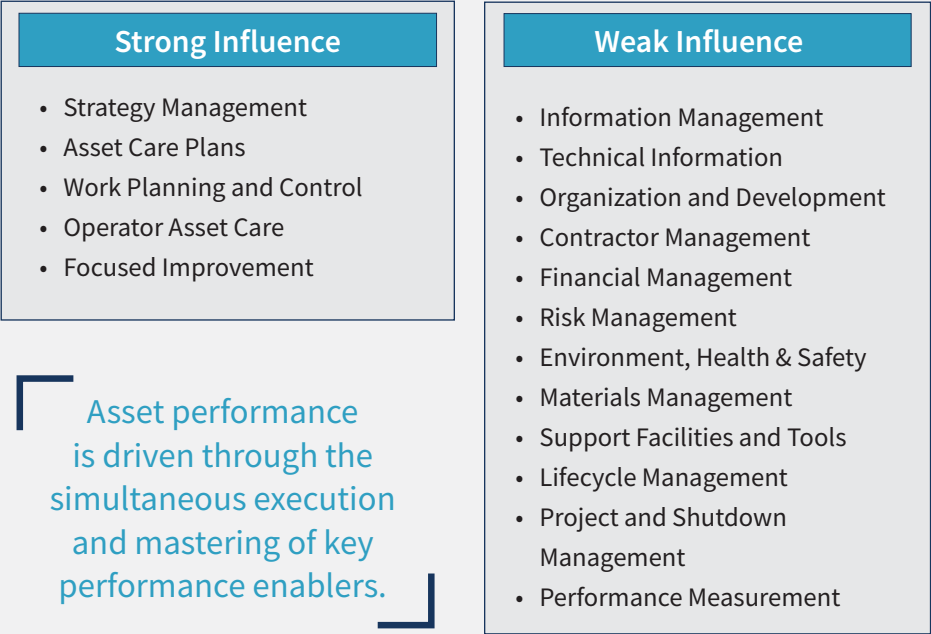 Strong Influence
• Strategy Management
• Asset Care Plans
• Work Planning and Control
• Operator Asset Care
• Focused Improvement
Asset performance
is driven through the
simultaneous execution
and mastering of key
performance enablers.
Weak Influence
• Information Management
• Technical Information
• Organization and Development
• Contractor Management
• Financial Management
• Risk Management
• Environment, Health & Safety
• Materials Management
• Support Facilities and Tools
• Lifecycle Management
• Project and Shutdown
Management
• Performance Measurement